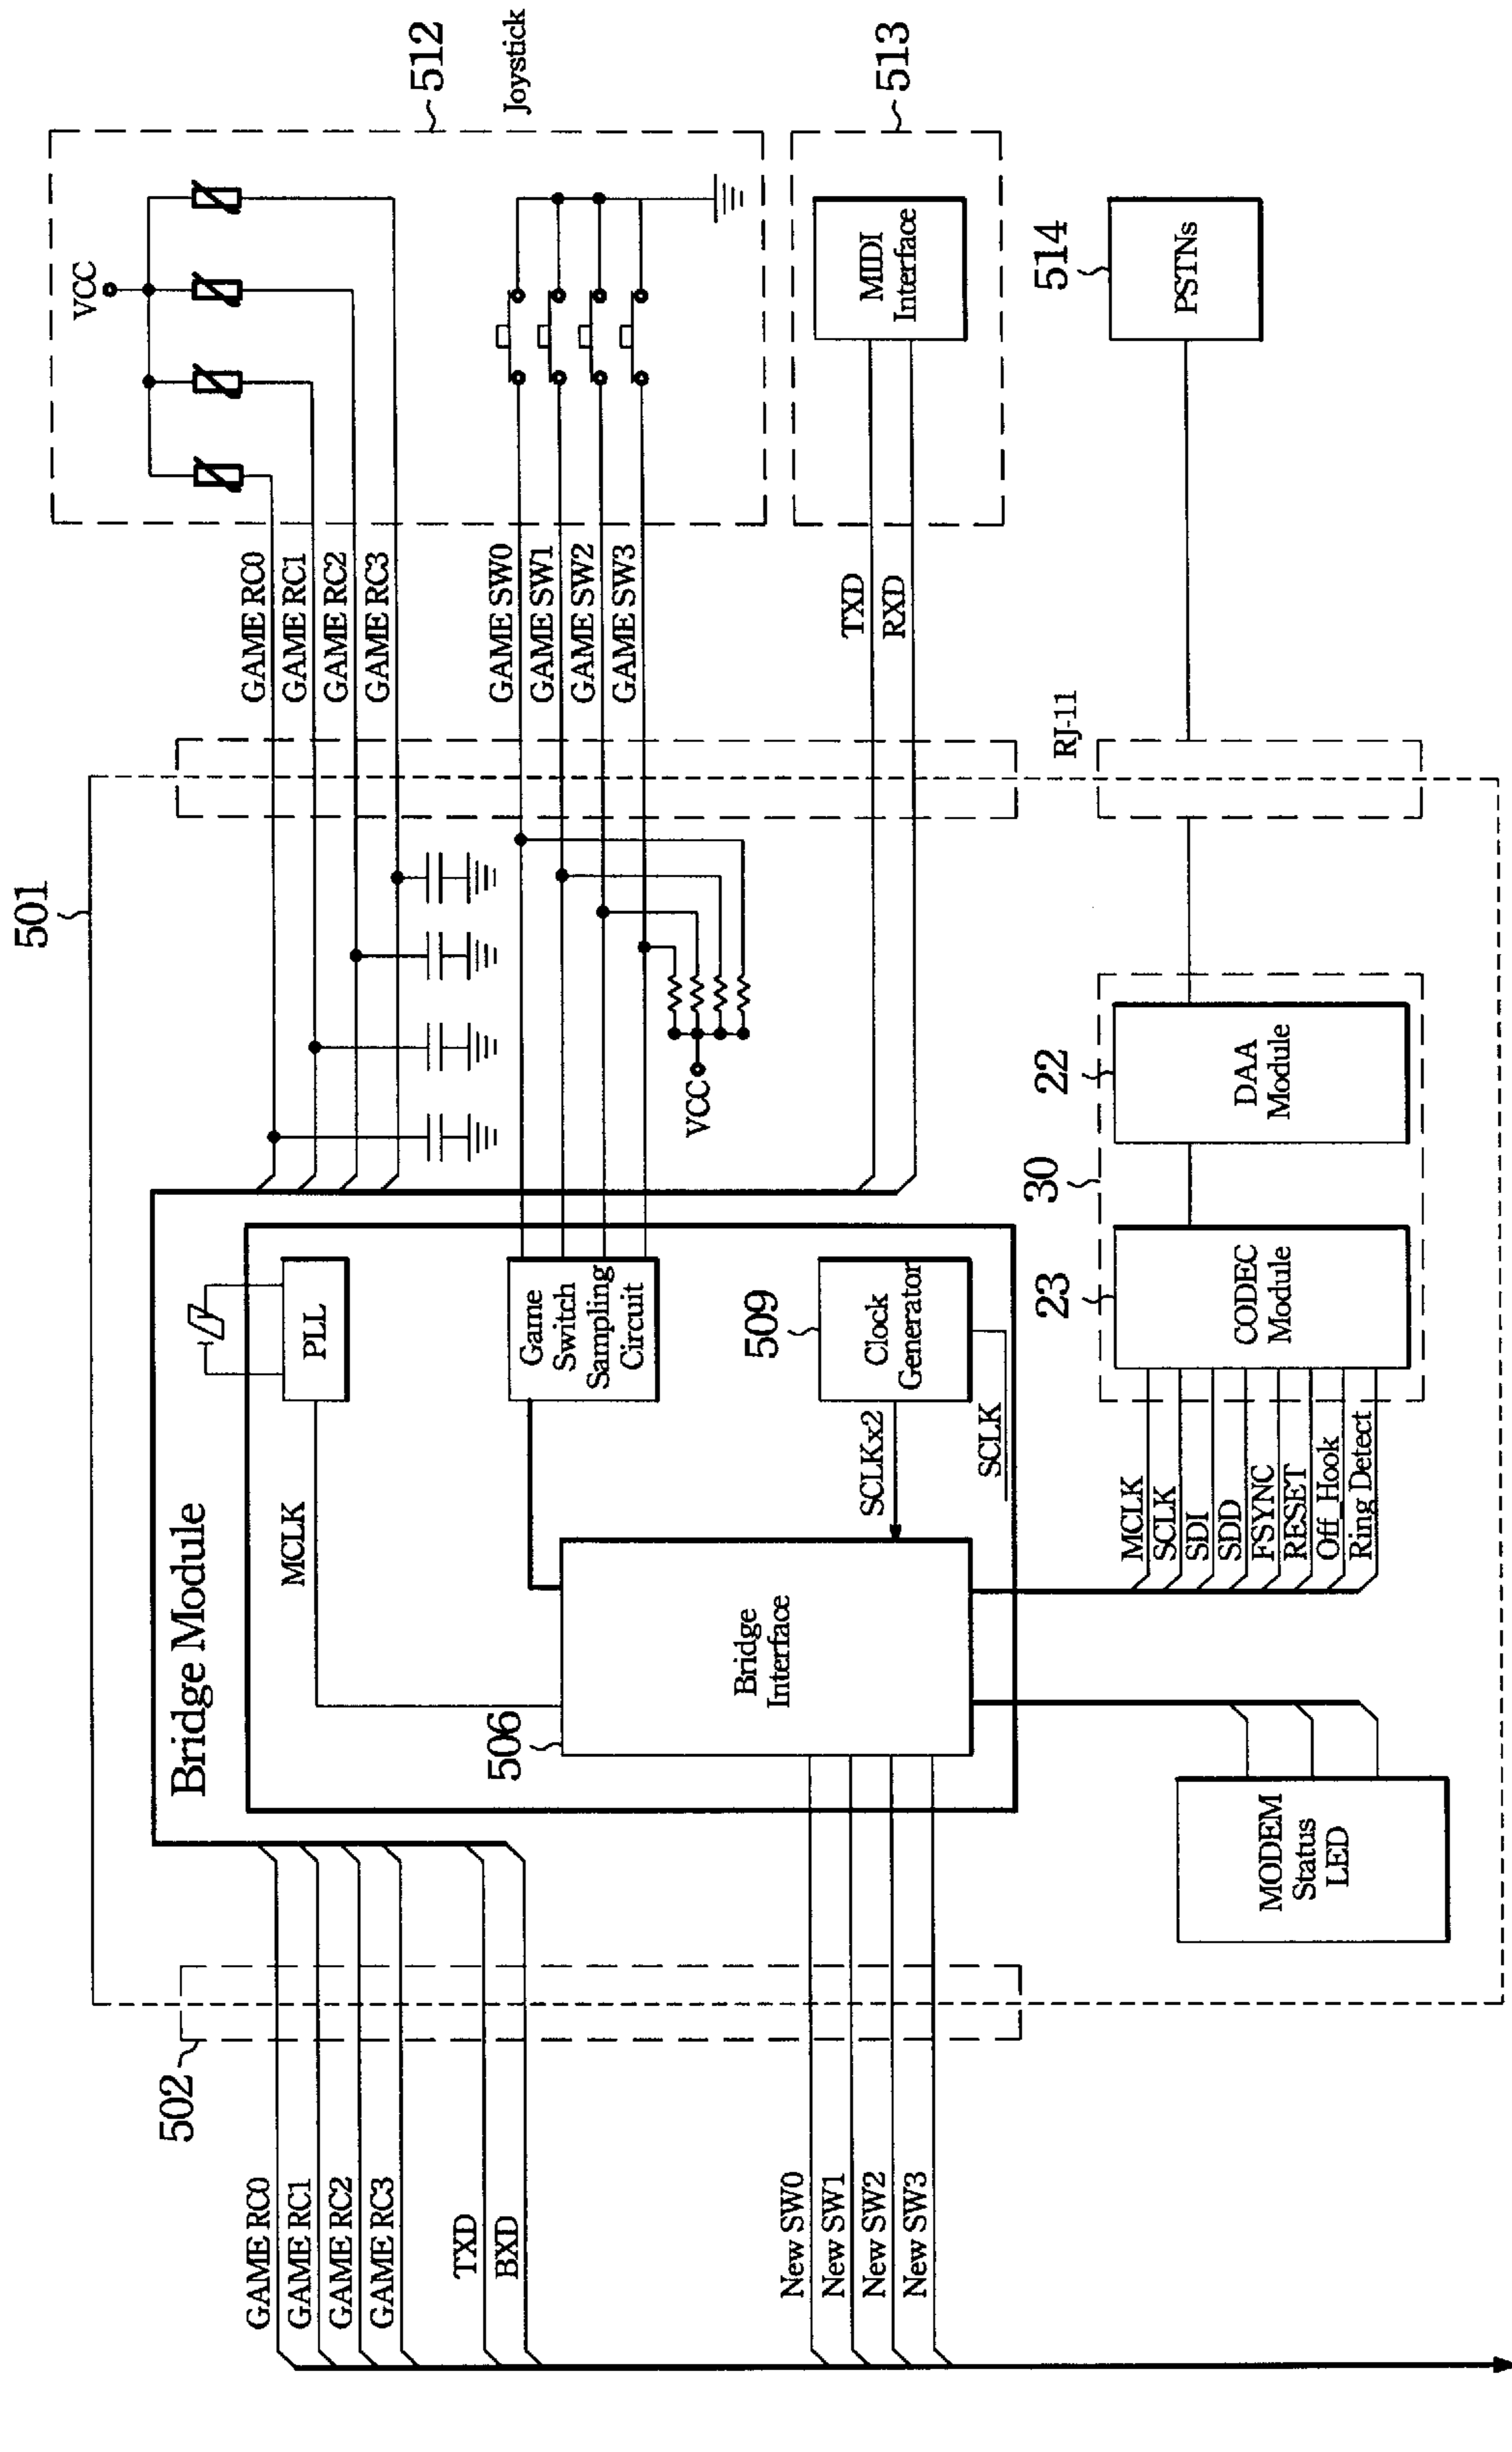 501
VCC
512
Joystick
GAME RC0
GAME RC1
GAME RC2
GAME RC3
GAME SW0
GAME SW1
GAME SW2
GAME SW3
TXD
RXD
MIDI
Interface
513
RJ-11
514
PSTNs
VCC
Bridge Module
PLL
MCLK
Game
Switch
Sampling
Circuit
509
Clock
Generator
SCLKx2
SCLK
506
Bridge
Interface
30
22
DAA
Module
23
CODEC
Module
MCLK
SCLK
SDI
SDD
FSYNC
RESET
Off_Hook
Ring Detect
MODEM
Status
LED
502
GAME RC0
GAME RC1
GAME RC2
GAME RC3
TXD
BXD
New SW0
New SW1
New SW2
New SW3